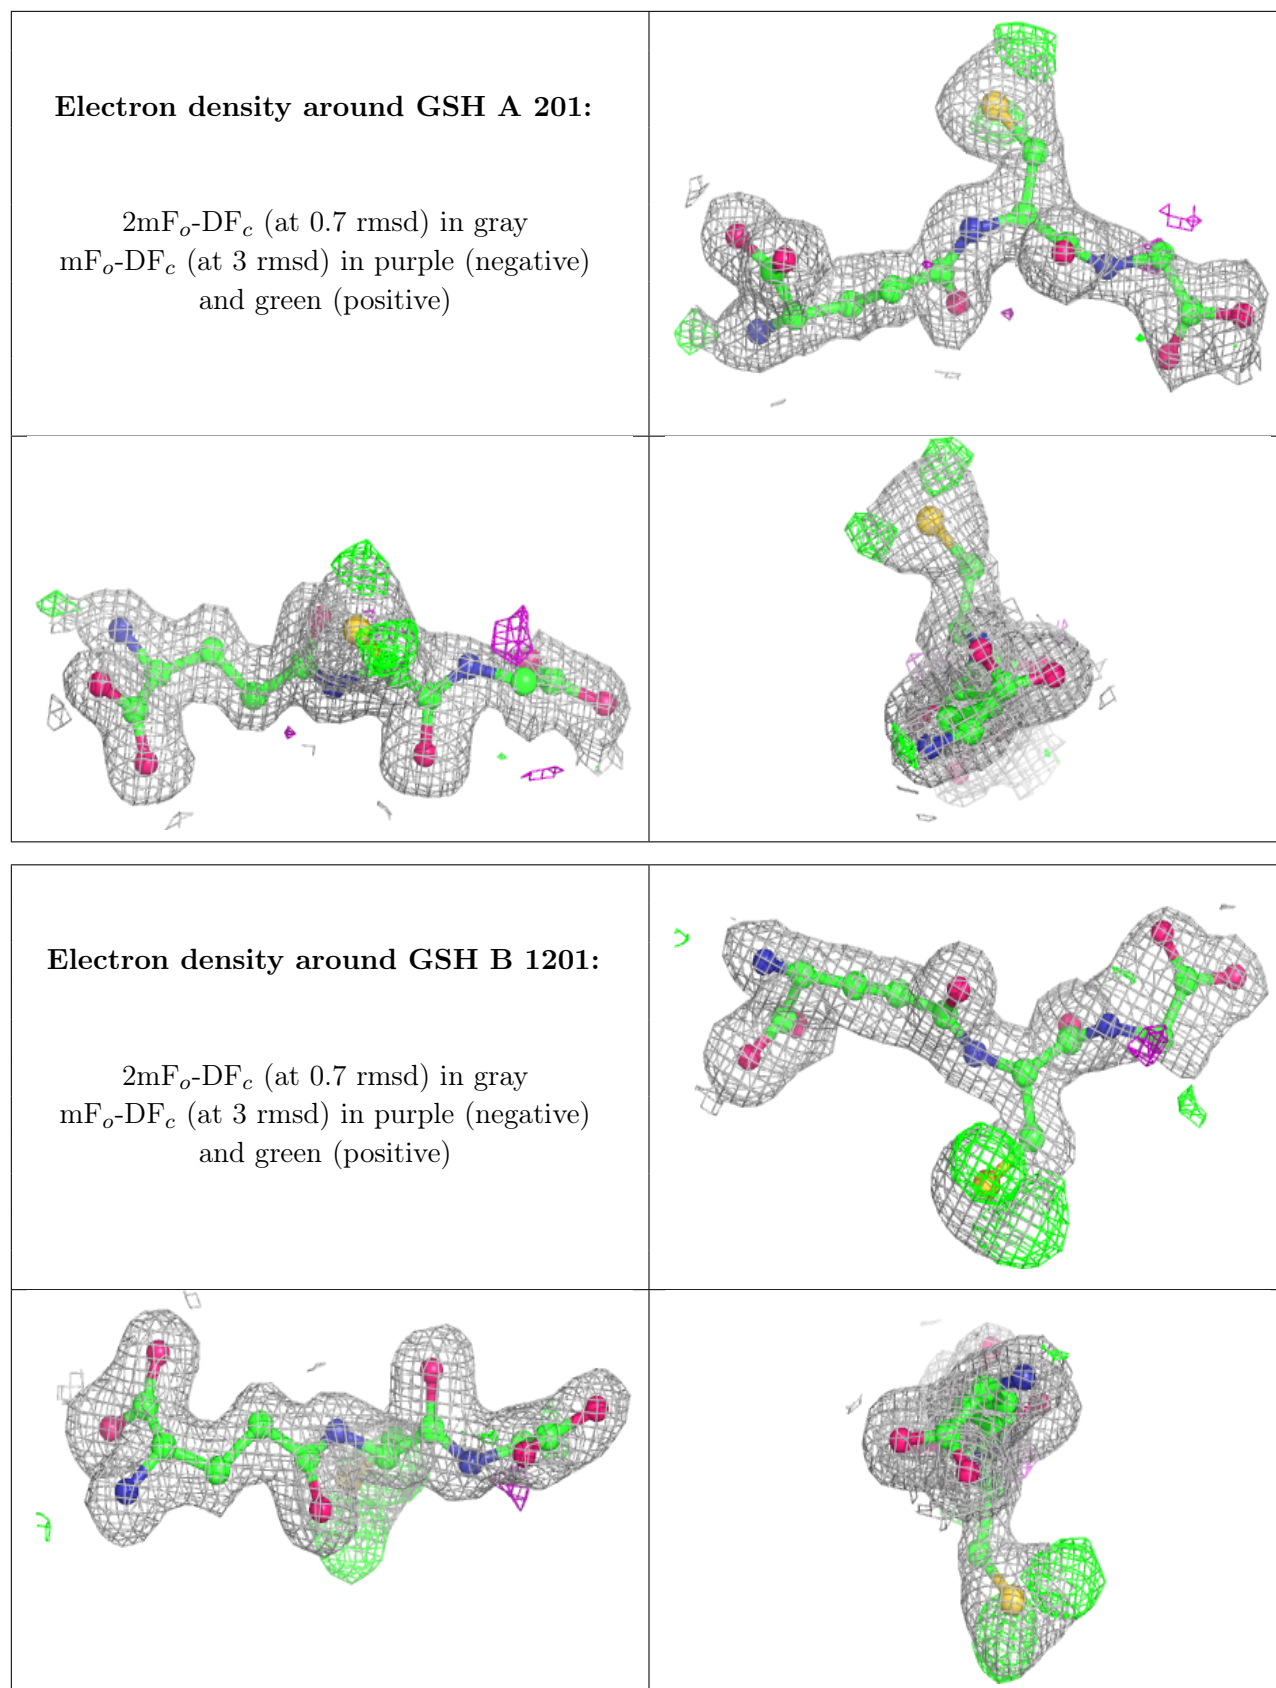 Electron density around GSH A 201:
2mFo-DFc (at 0.7 rmsd) in gray
mFo-DFc (at 3 rmsd) in purple (negative)
and green (positive)
Electron density around GSH B 1201:
2mFo-DFc (at 0.7 rmsd) in gray
mFo-DFc (at 3 rmsd) in purple (negative)
and green (positive)